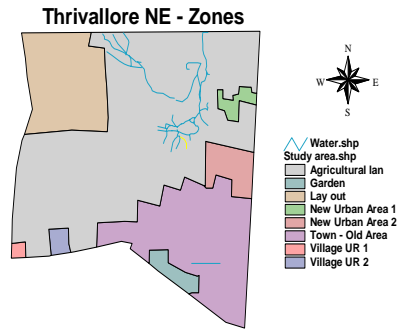 Thrivallore NE - Zones
N
W E
S
Water.shp
Study area.shp
Agricultural lan
Garden
Lay out
New Urban Area 1
New Urban Area 2
Town - Old Area
Village UR 1
Village UR 2